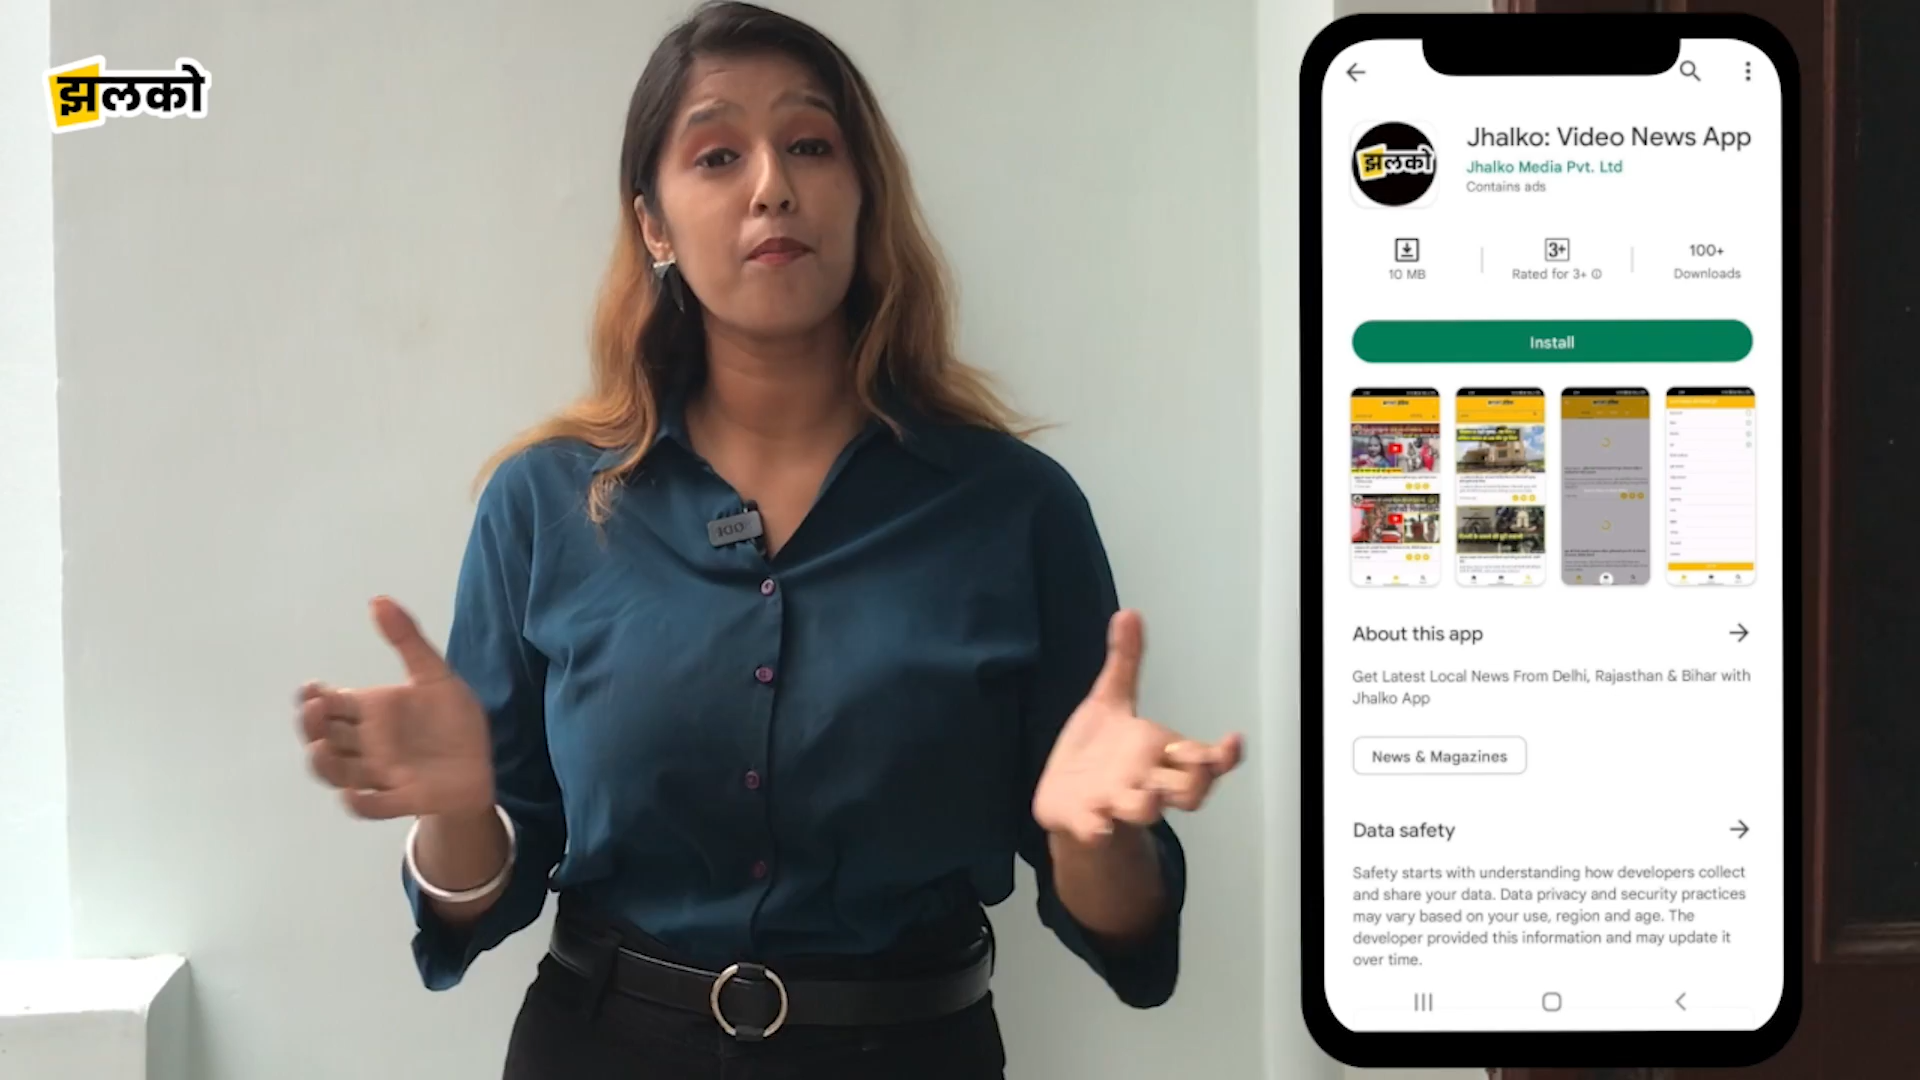 झलको
Jhalko: Video News App
झलको
Jhalko Media Pvt. Ltd
Contains ads
10 MB
3+
Rated for 3+
100+
Downloads
Install
About this app
Get Latest Local News From Delhi, Rajasthan & Bihar with
Jhalko App
News & Magazines
Data safety
Safety starts with understanding how developers collect
and share your data. Data privacy and security practices
may vary based on your use, region and age. The
developer provided this information and may update it
over time.